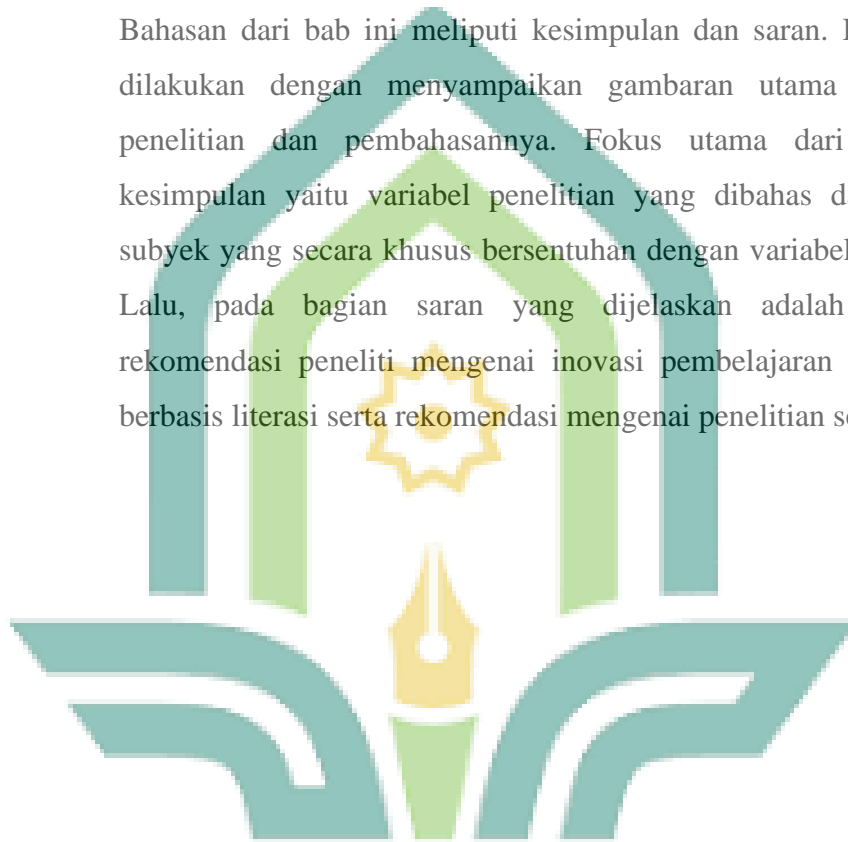 Bahasan dari bab ini meliputi kesimpulan dan saran.
dilakukan dengan menyampaikan gambaran utama
penelitian dan pembahasannya. Fokus utama dari
kesimpulan yaitu variabel penelitian yang dibahas
subyek yang secara khusus bersentuhan dengan variabel
Lalu, pada bagian saran yang dijelaskan adalah
rekomendasi peneliti mengenai inovasi pembelajaran
berbasis literasi serta rekomendasi mengenai penelitian